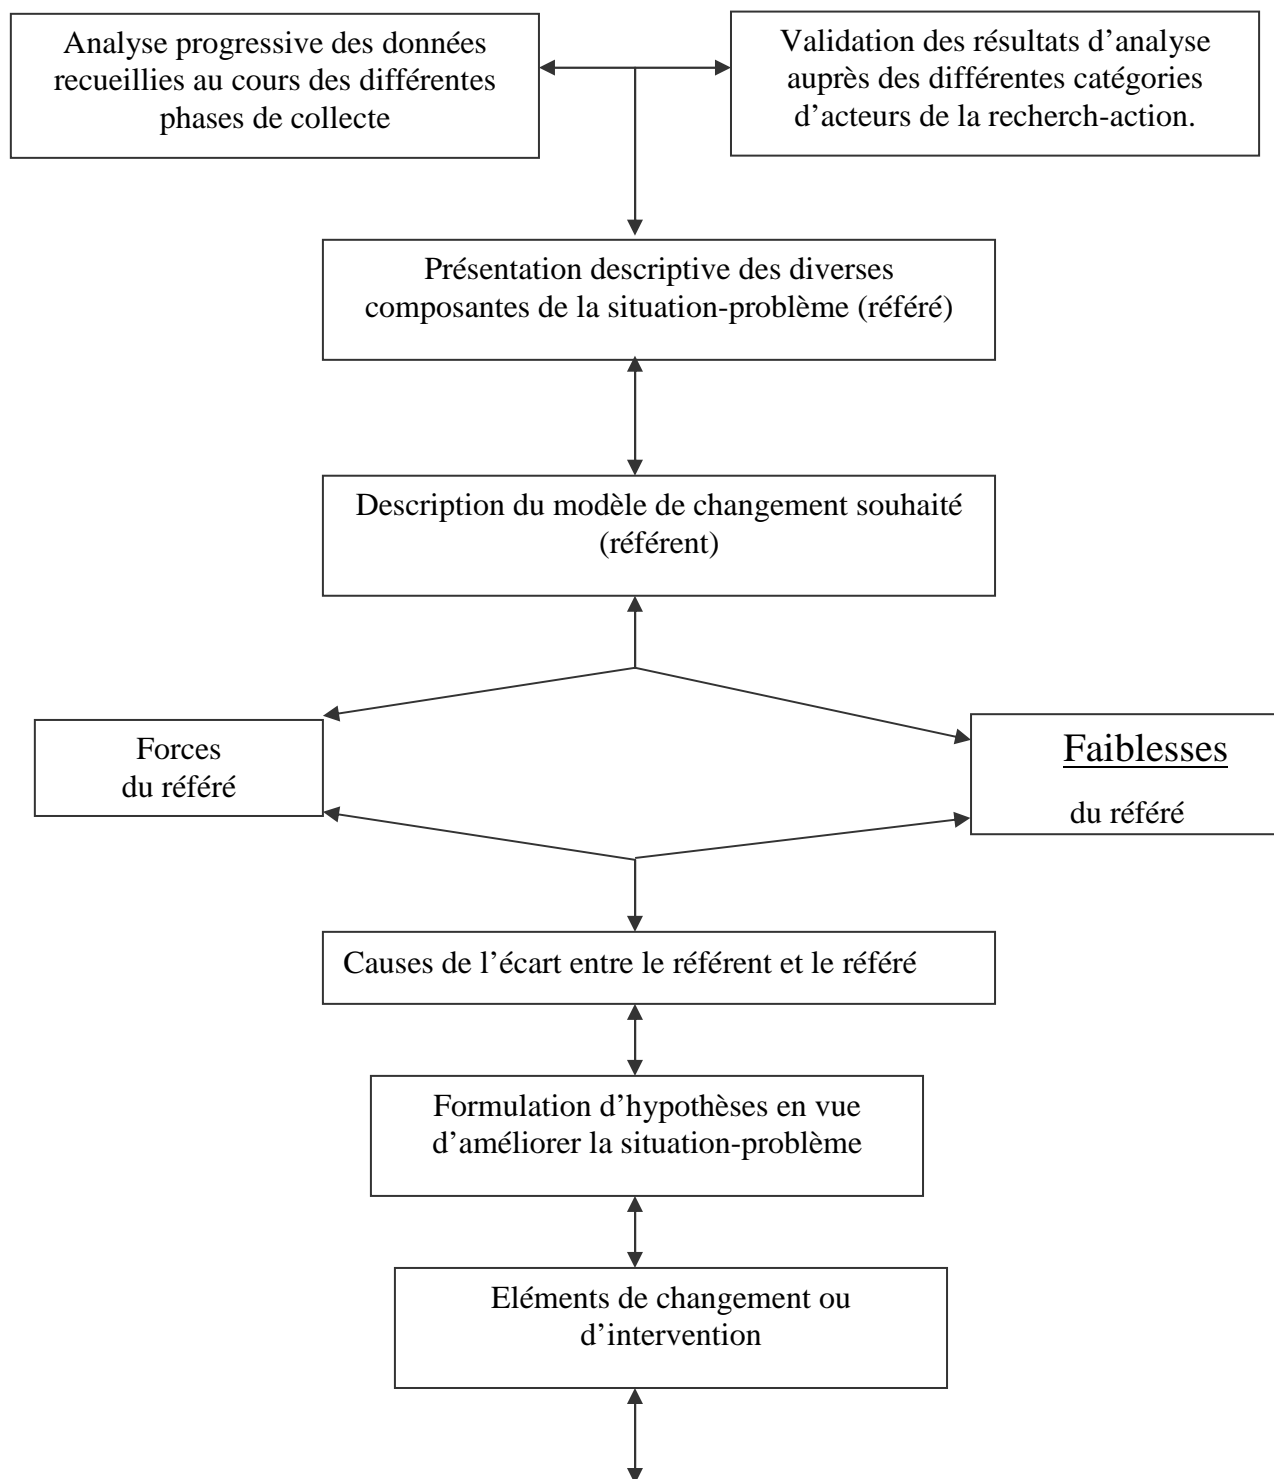 Analyse progressive des données
recueillies au cours des différentes
phases de collecte
Validation des résultats d’analyse
auprès des différentes catégories
d’acteurs de la recherch-action.
Présentation descriptive des diverses
composantes de la situation-problème (référé)
Description du modèle de changement souhaité
(référent)
Forces
du référé
Faiblesses
du référé
Causes de l’écart entre le référent et le référé
Formulation d’hypothèses en vue
d’améliorer la situation-problème
Eléments de changement ou
d’intervention